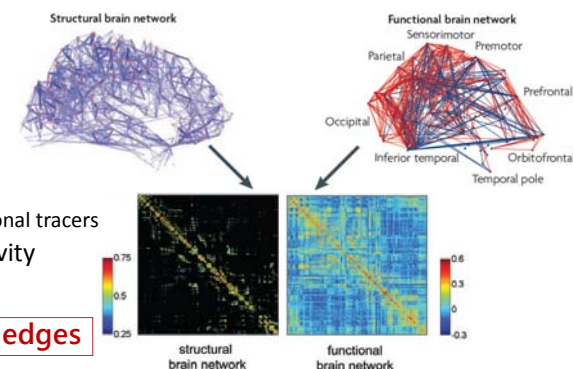 Structural brain network
Functional brain network
Sensorimotor
Premotor
Parietal
Prefrontal
Occipital
Inferior temporal
Orbitofrontal
Temporal pole
onal tracers
vity
edges
0.75
0.5
0.25
0.6
0.3
0
-0.3
structural
brain network
functional
brain network